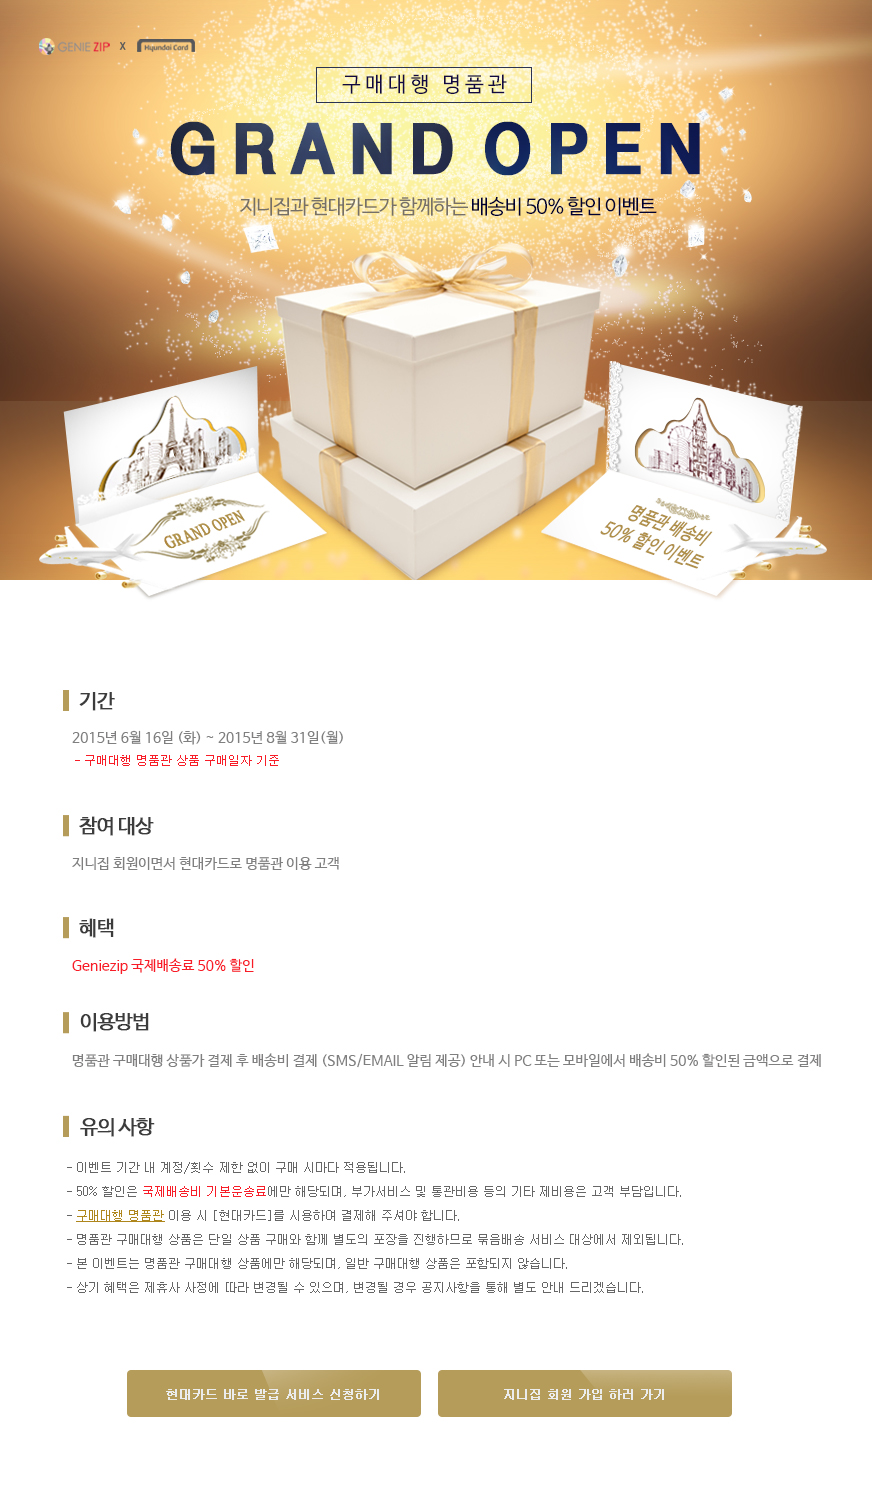 GENIE ZIP X Hyundai Card
구매대행 명품관
GRAND OPEN
지니집과 현대카드가 함께하는 배송비 50% 할인 이벤트
GRAND OPEN
명품관 배송비
50% 할인 이벤트
기간
2015년 6월 16일 (화) ~ 2015년 8월 31일(월)
- 구매대행 명품관 상품 구매일자 기준
참여 대상
지니집 회원이면서 현대카드로 명품관 이용 고객
혜택
Geniezip 국제배송료 50% 할인
이용방법
명품관 구매대행 상품가 결제 후 배송비 결제 (SMS/EMAIL 알림 제공) 안내 시 PC 또는 모바일에서 배송비 50% 할인된 금액으로 결제
유의 사항
- 이벤트 기간 내 계정/횟수 제한 없이 구매 시마다 적용됩니다.
- 50% 할인은 국제배송비 기본운송료에만 해당되며, 부가서비스 및 통관비용 등의 기타 제비용은 고객 부담입니다.
- 구매대행 명품관 이용 시 [현대카드]를 시용하여 결제해 주셔야 합니다.
- 명품관 구매대행 상품은 단일 상품 구매와 함께 별도의 포장을 진행하므로 묶음배송 서비스 대상에서 제외됩니다.
- 본 이벤트는 명품관 구매대행 상품에만 해당되며, 일반 구매대행 상품은 포함되지 않습니다.
- 상기 혜택은 제휴사 사정에 따라 변경될 수 있으며, 변경될 경우 공지사항을 통해 별도 안내 드리겠습니다.
현대카드 바로 발급 서비스 신청하기
지니집 회원 가입 하러 가기